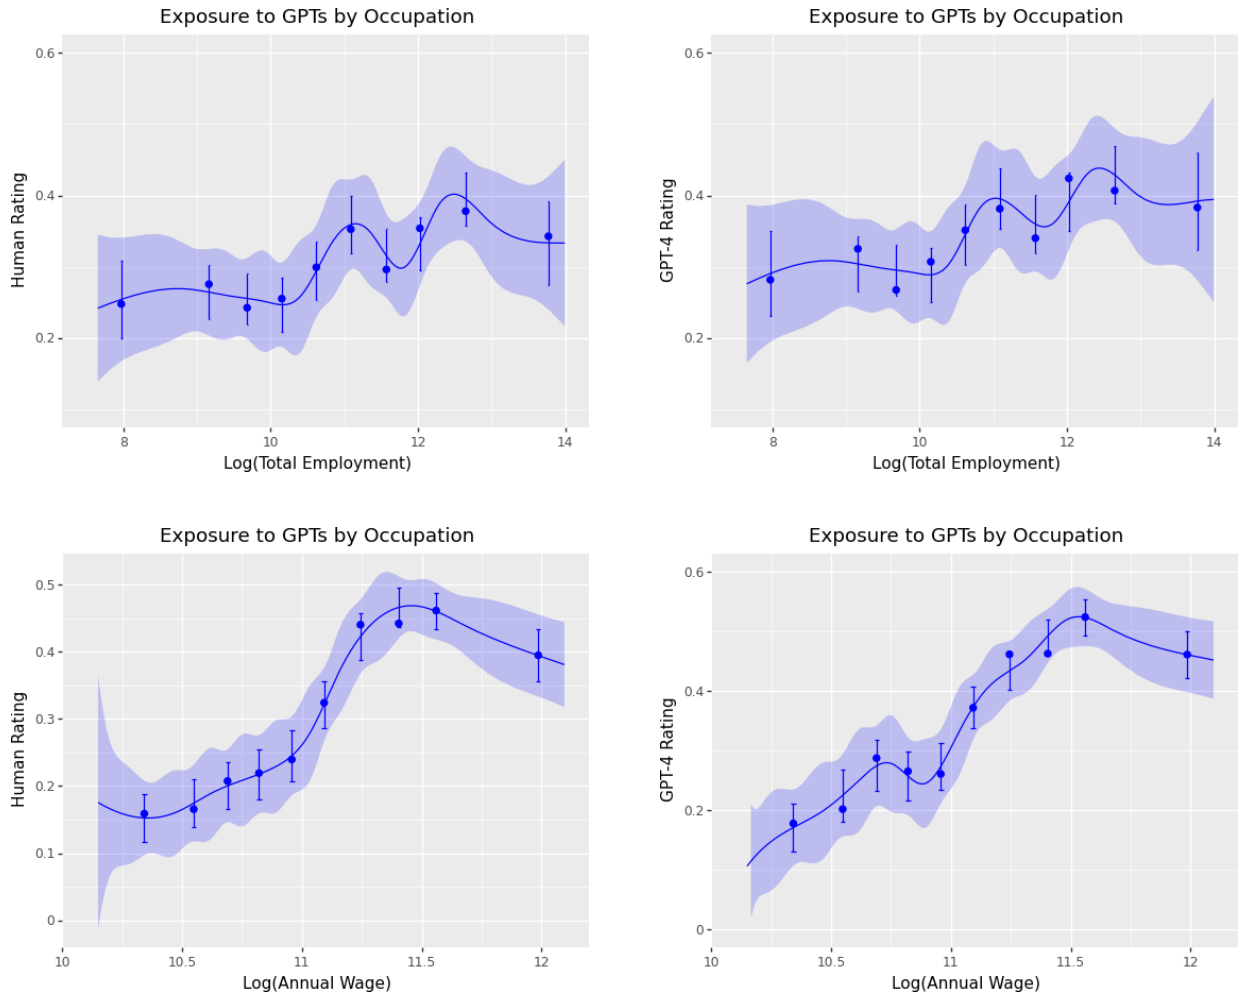 Exposure to GPTs by Occupation
Human Rating
0.6
0.4
0.2
8 10 12 14
Log(Total Employment)
Exposure to GPTs by Occupation
GPT-4 Rating
0.6
0.4
0.2
8 10 12 14
Log(Total Employment)
Exposure to GPTs by Occupation
Human Rating
0.5
0.4
0.3
0.2
0.1
0
10 10.5 11 11.5 12
Log(Annual Wage)
Exposure to GPTs by Occupation
GPT-4 Rating
0.6
0.4
0.2
0
10 10.5 11 11.5 12
Log(Annual Wage)